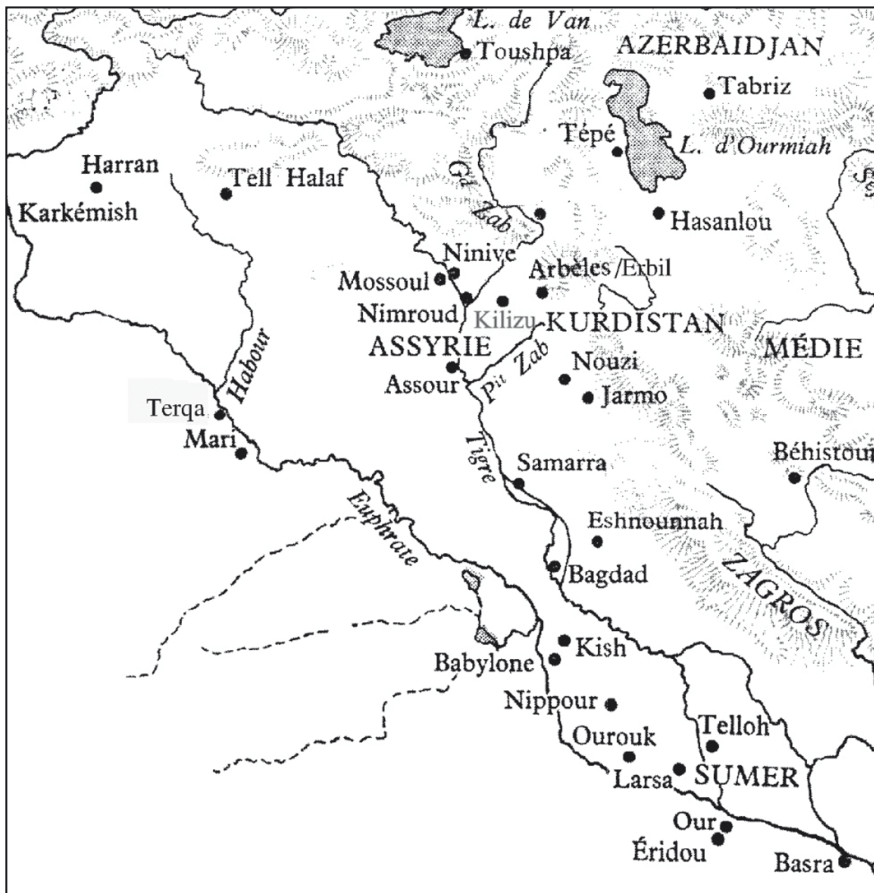 L. de Van
Toushpa
AZERBAIDJAN
Tabriz
Tépé
L. d'Ourmiah
Harran
Tell Halaf
Karkémish
Gd Zab
Hasanlou
Ninive
Mossoul
Arbèles/Erbil
Nimroud
Kilizu
KURDISTAN
ASSYRIE
MÉDIE
Assour
Pit Zab
Nouzi
Jarmo
Habour
Terqa
Mari
Tigre
Samarra
Béhistoun
Euphrate
Eshnounnah
Bagdad
ZAGROS
Kish
Babylone
Nippour
Ourouk
Telloh
Larsa
SUMER
Our
Éridou
Basra